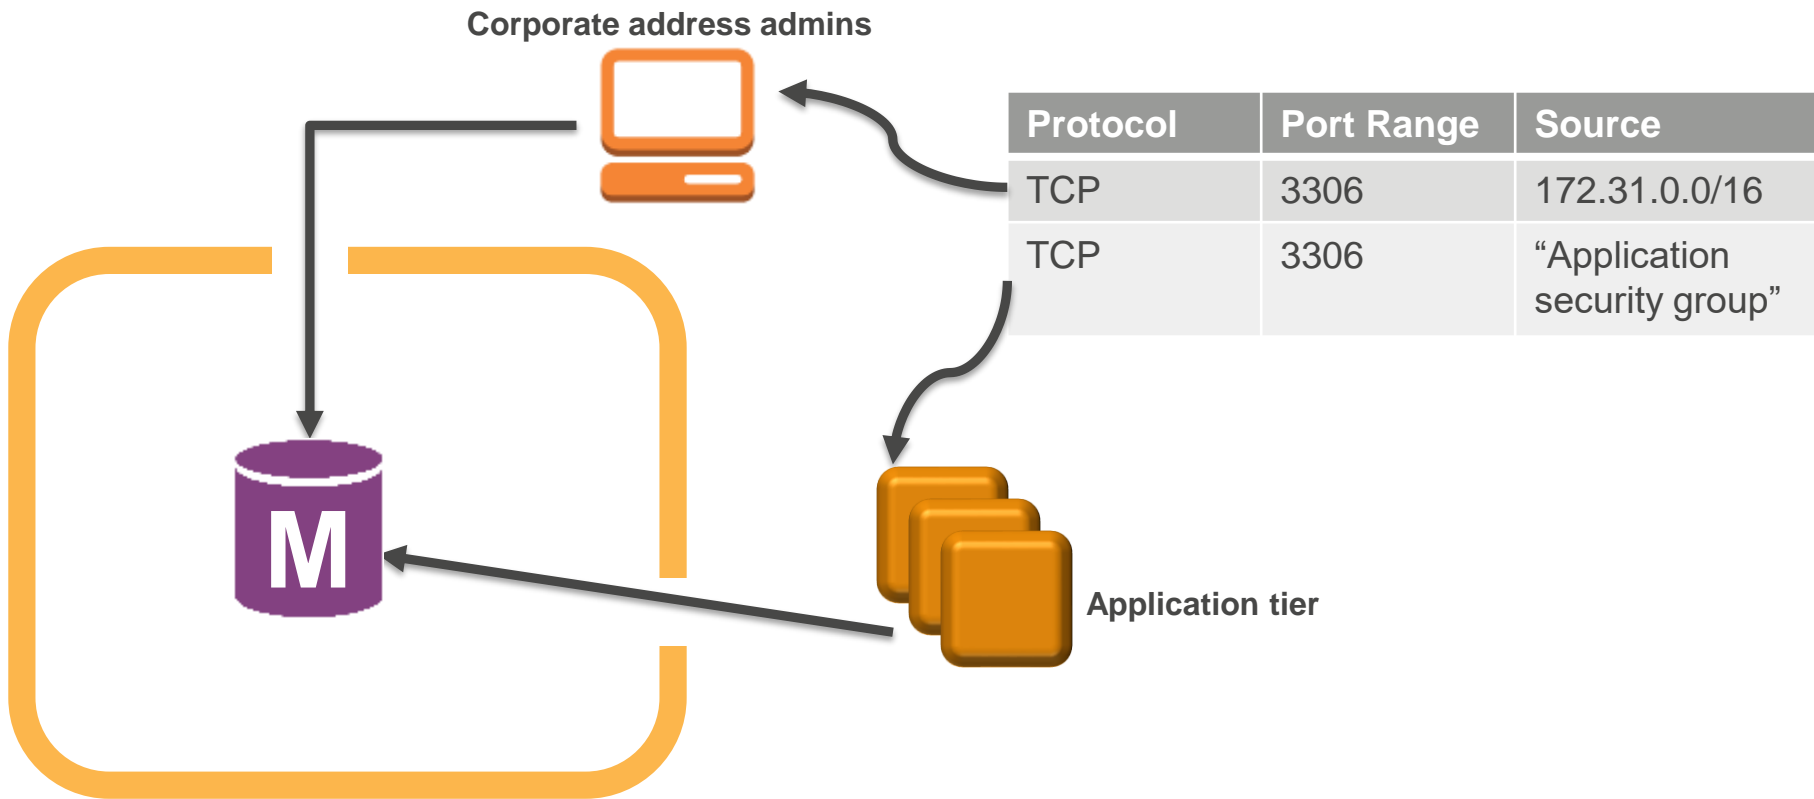 Corporate address admins
Protocol Port Range Source
TCP 3306 172.31.0.0/16
TCP 3306 “Application
security group”
M
Application tier